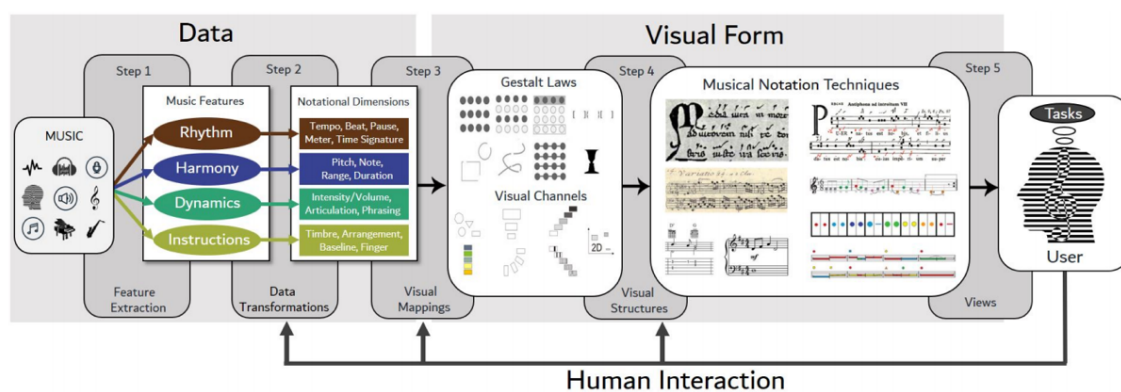 Data
Visual Form
Step 1
Step 2
Step 3
Step 4
Step 5
MUSIC
Music Features
Rhythm
Harmony
Dynamics
Instructions
Notational Dimensions
Tempo, Beat, Pause,
Meter, Time Signature
Pitch, Note,
Range, Duration
Intensity/Volume,
Articulation, Phrasing
Timbre, Arrangement,
Baseline, Finger
Gestalt Laws
Visual Channels
2D
Musical Notation Techniques
Antiphona ad introitum VII
Tasks
User
Feature
Extraction
Data
Transformations
Visual
Mappings
Visual
Structures
Views
Human Interaction